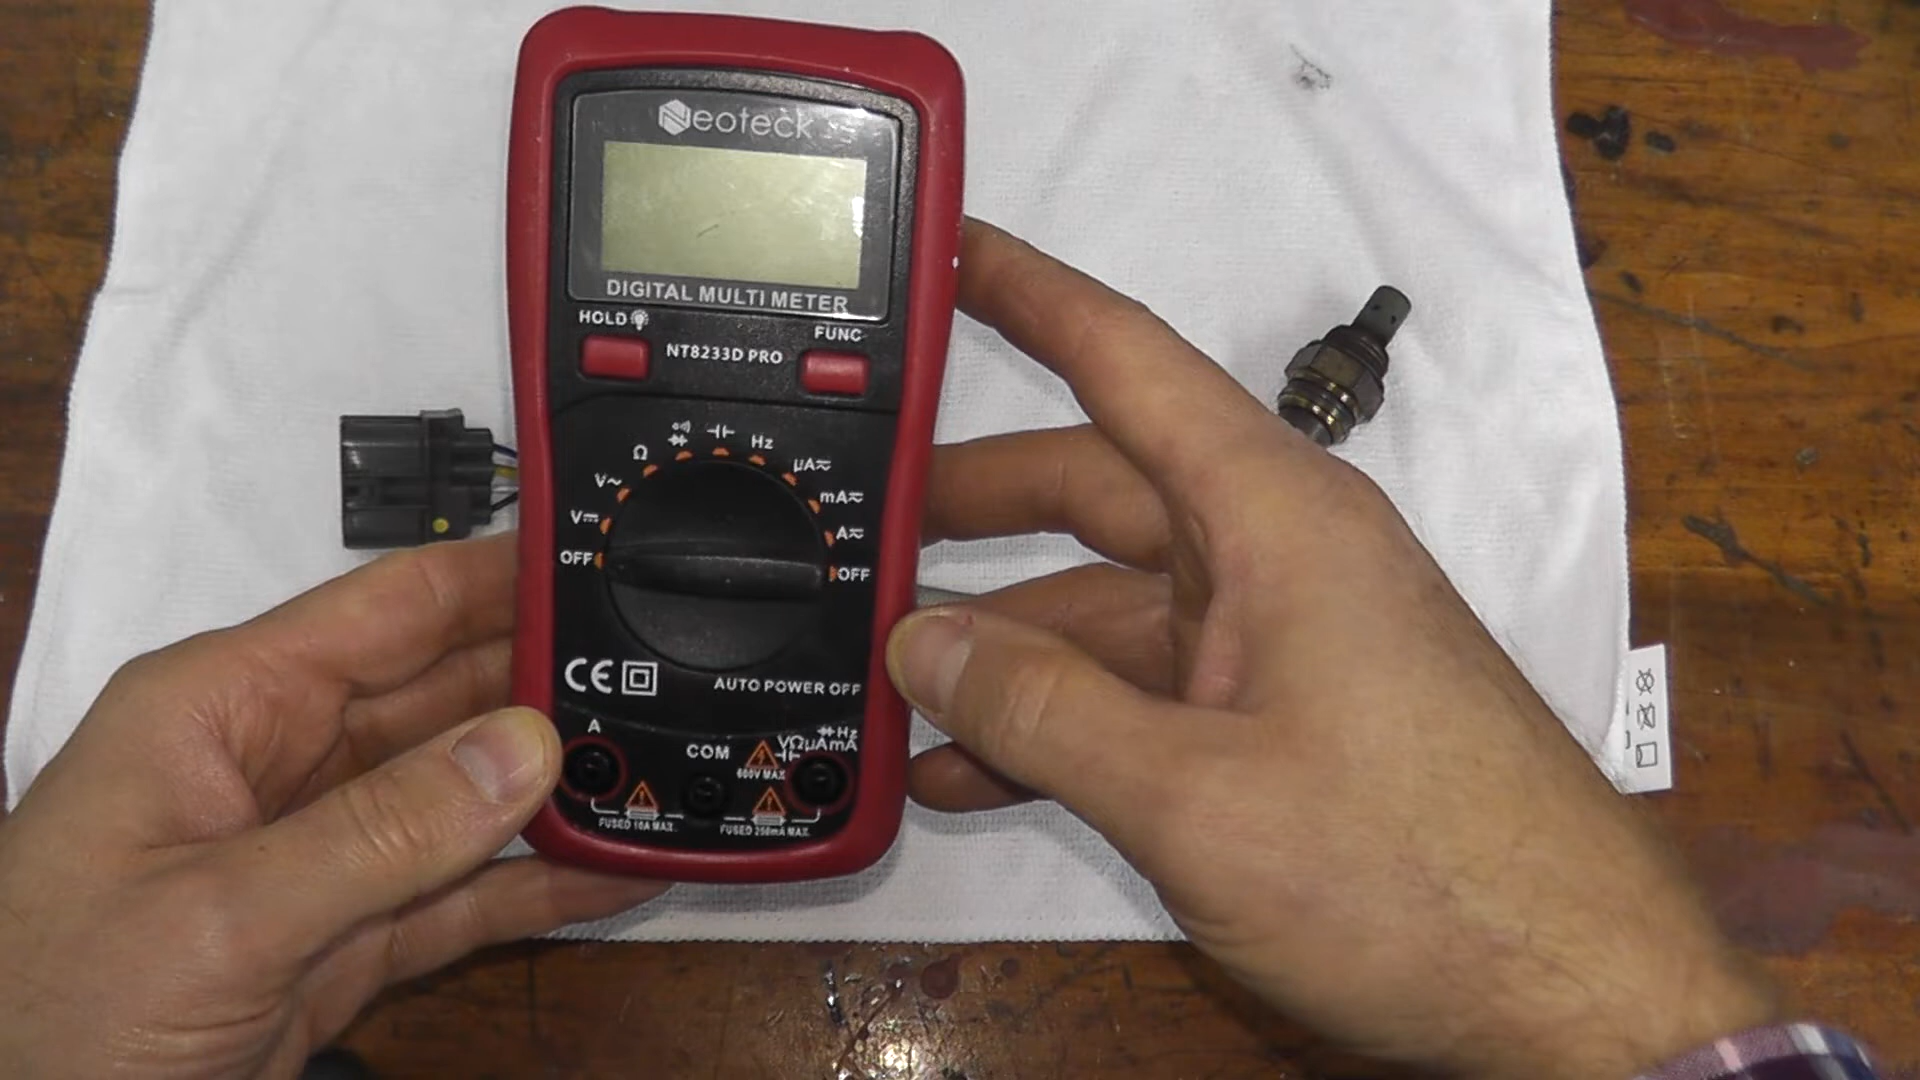 Neoteck
DIGITAL MULTI METER
HOLD
FUNC
NT8233D PRO
Hz
Ω
µA
V~
mA
V
A
OFF
OFF
CE
AUTO POWER OFF
A
COM
Hz
VΩµAmA
600V MAX
FUSED 10A MAX.
FUSED 250mA MAX.